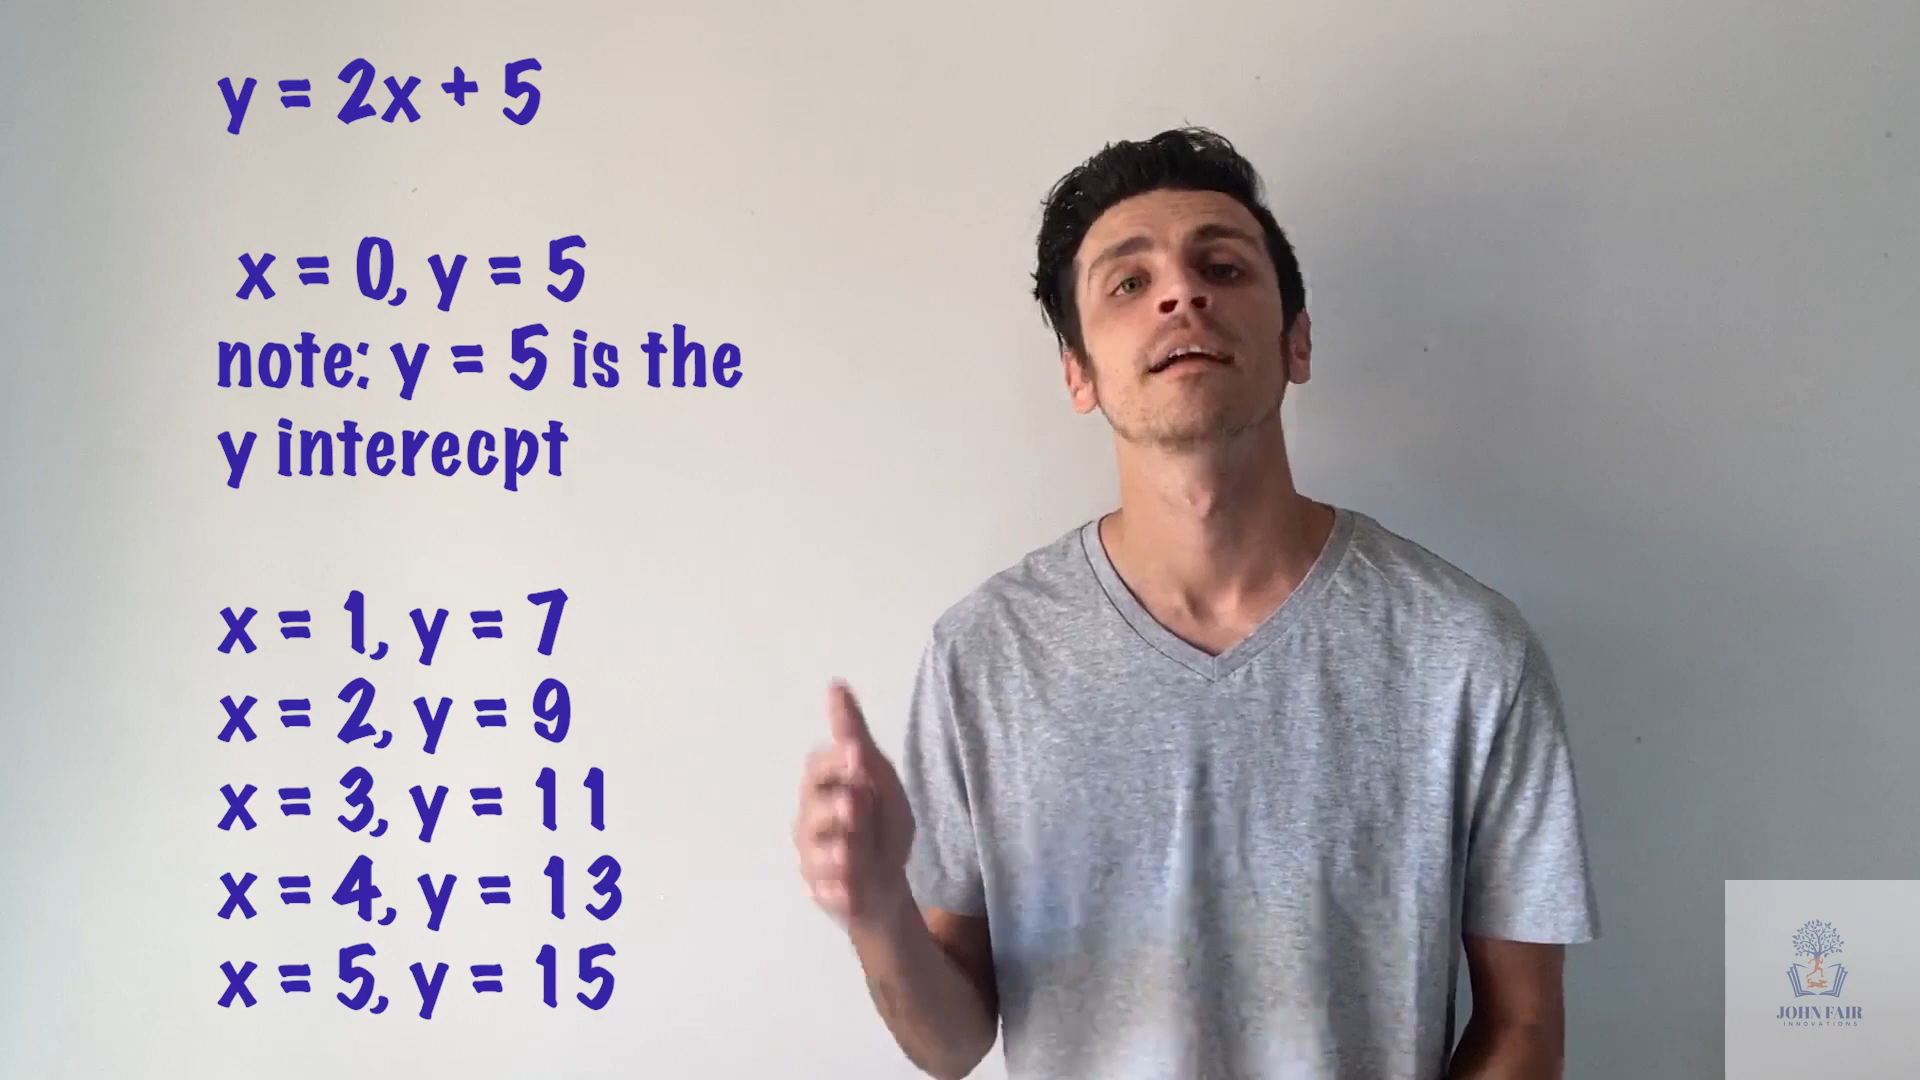 y = 2x + 5
x = 0, y = 5
note: y = 5 is the
y interecpt
x = 1, y = 7
x = 2, y = 9
x = 3, y = 11
x = 4, y = 13
x = 5, y = 15
JOHN FAIR
INNOVATIONS